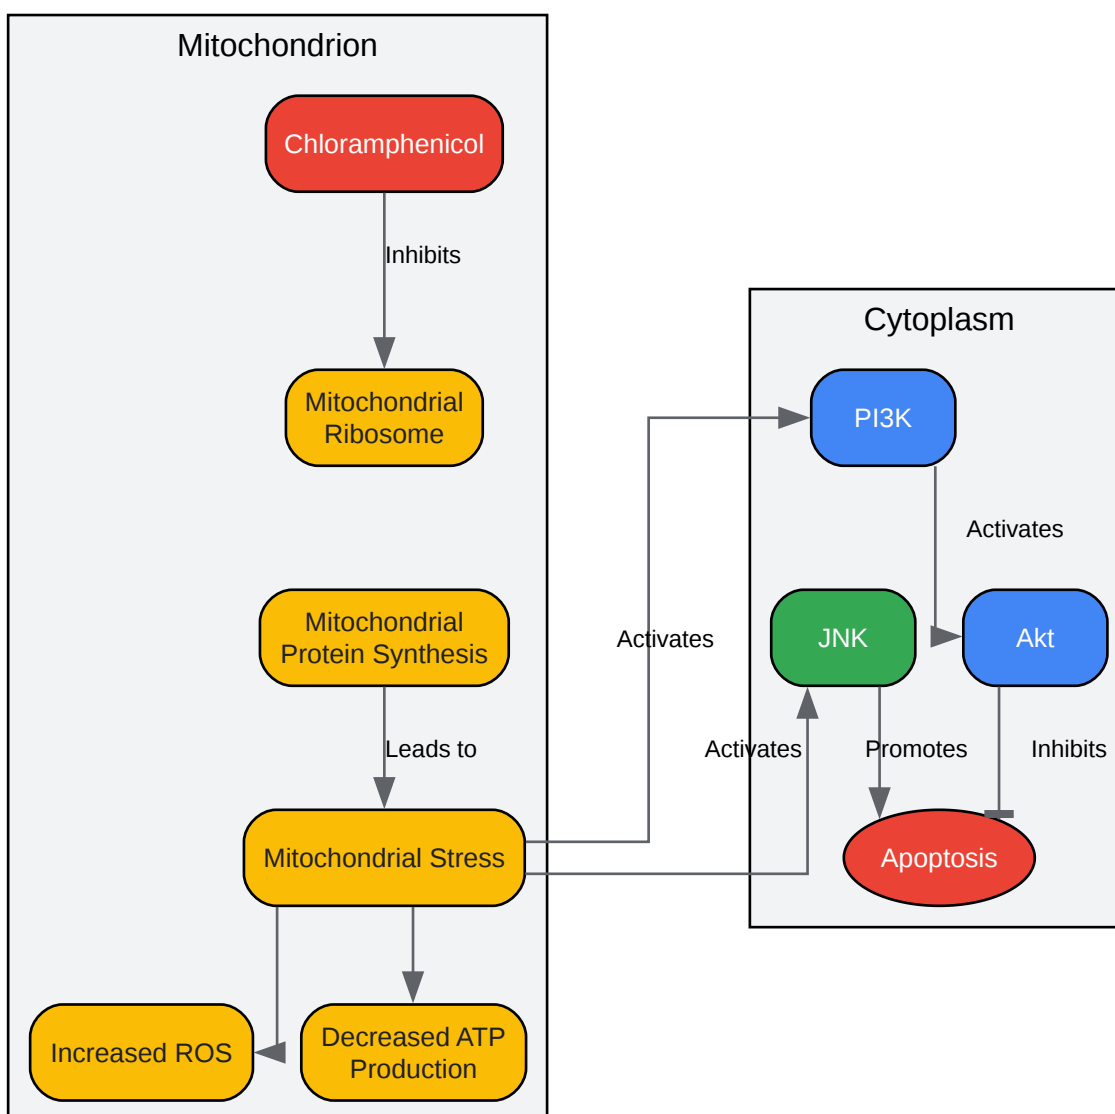 Mitochondrion
Chloramphenicol
Inhibits
Mitochondrial
Ribosome
Mitochondrial
Protein Synthesis
Leads to
Mitochondrial Stress
Increased ROS
Decreased ATP
Production
Activates
Activates
Cytoplasm
PI3K
Activates
JNK
Akt
Promotes
Inhibits
Apoptosis